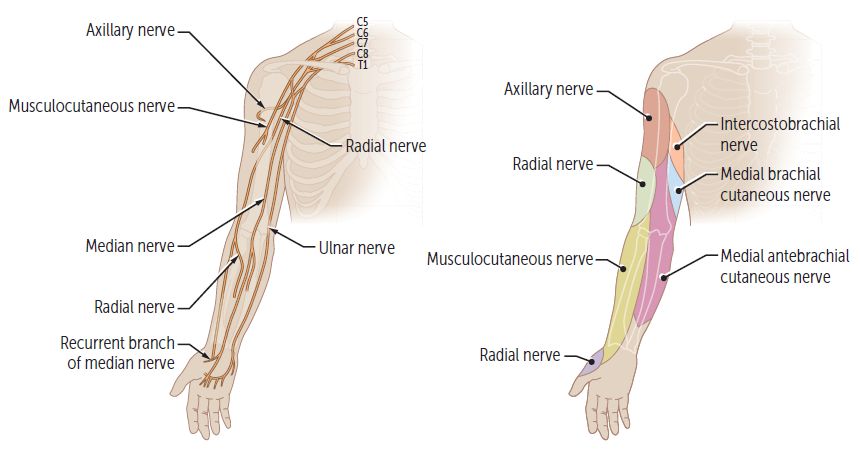 C5
C6
C7
C8
T1
Axillary nerve
Musculocutaneous nerve
Radial nerve
Median nerve
Ulnar nerve
Radial nerve
Recurrent branch
of median nerve
Axillary nerve
Intercostobrachial
nerve
Radial nerve
Medial brachial
cutaneous nerve
Musculocutaneous nerve
Medial antebrachial
cutaneous nerve
Radial nerve